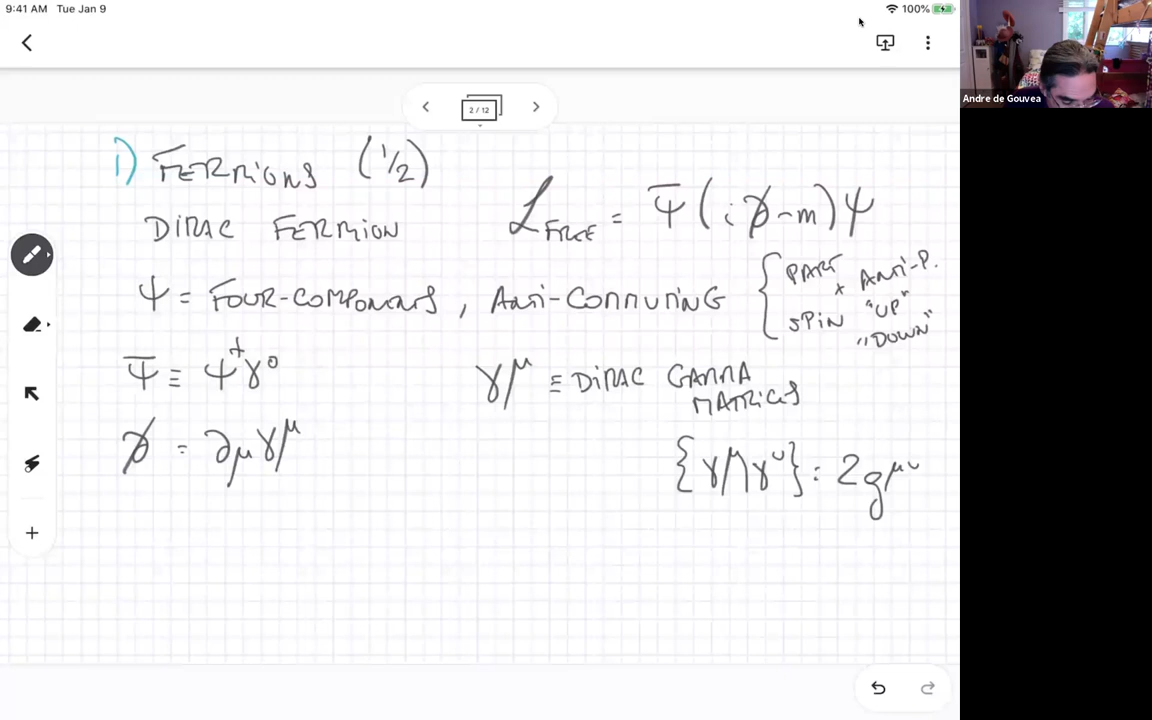 9:41 AM Tue Jan 9
100%
Andre de Gouvea
2 / 12
1) FERMIONS (1/2)
DIRAC FERMION
ℒ_FREE = Ψ̅(i∂̸ - m)Ψ
Ψ = FOUR-COMPONENTS, ANTI-COMMUTING
{ PART × ANTI-P.
SPIN "UP"
"DOWN"
Ψ̅ ≡ Ψ†γ⁰
γ^μ ≡ DIRAC GAMMA
MATRICES
∂̸ = ∂_μ γ^μ
{γ^μ γ^ν} = 2g^μν